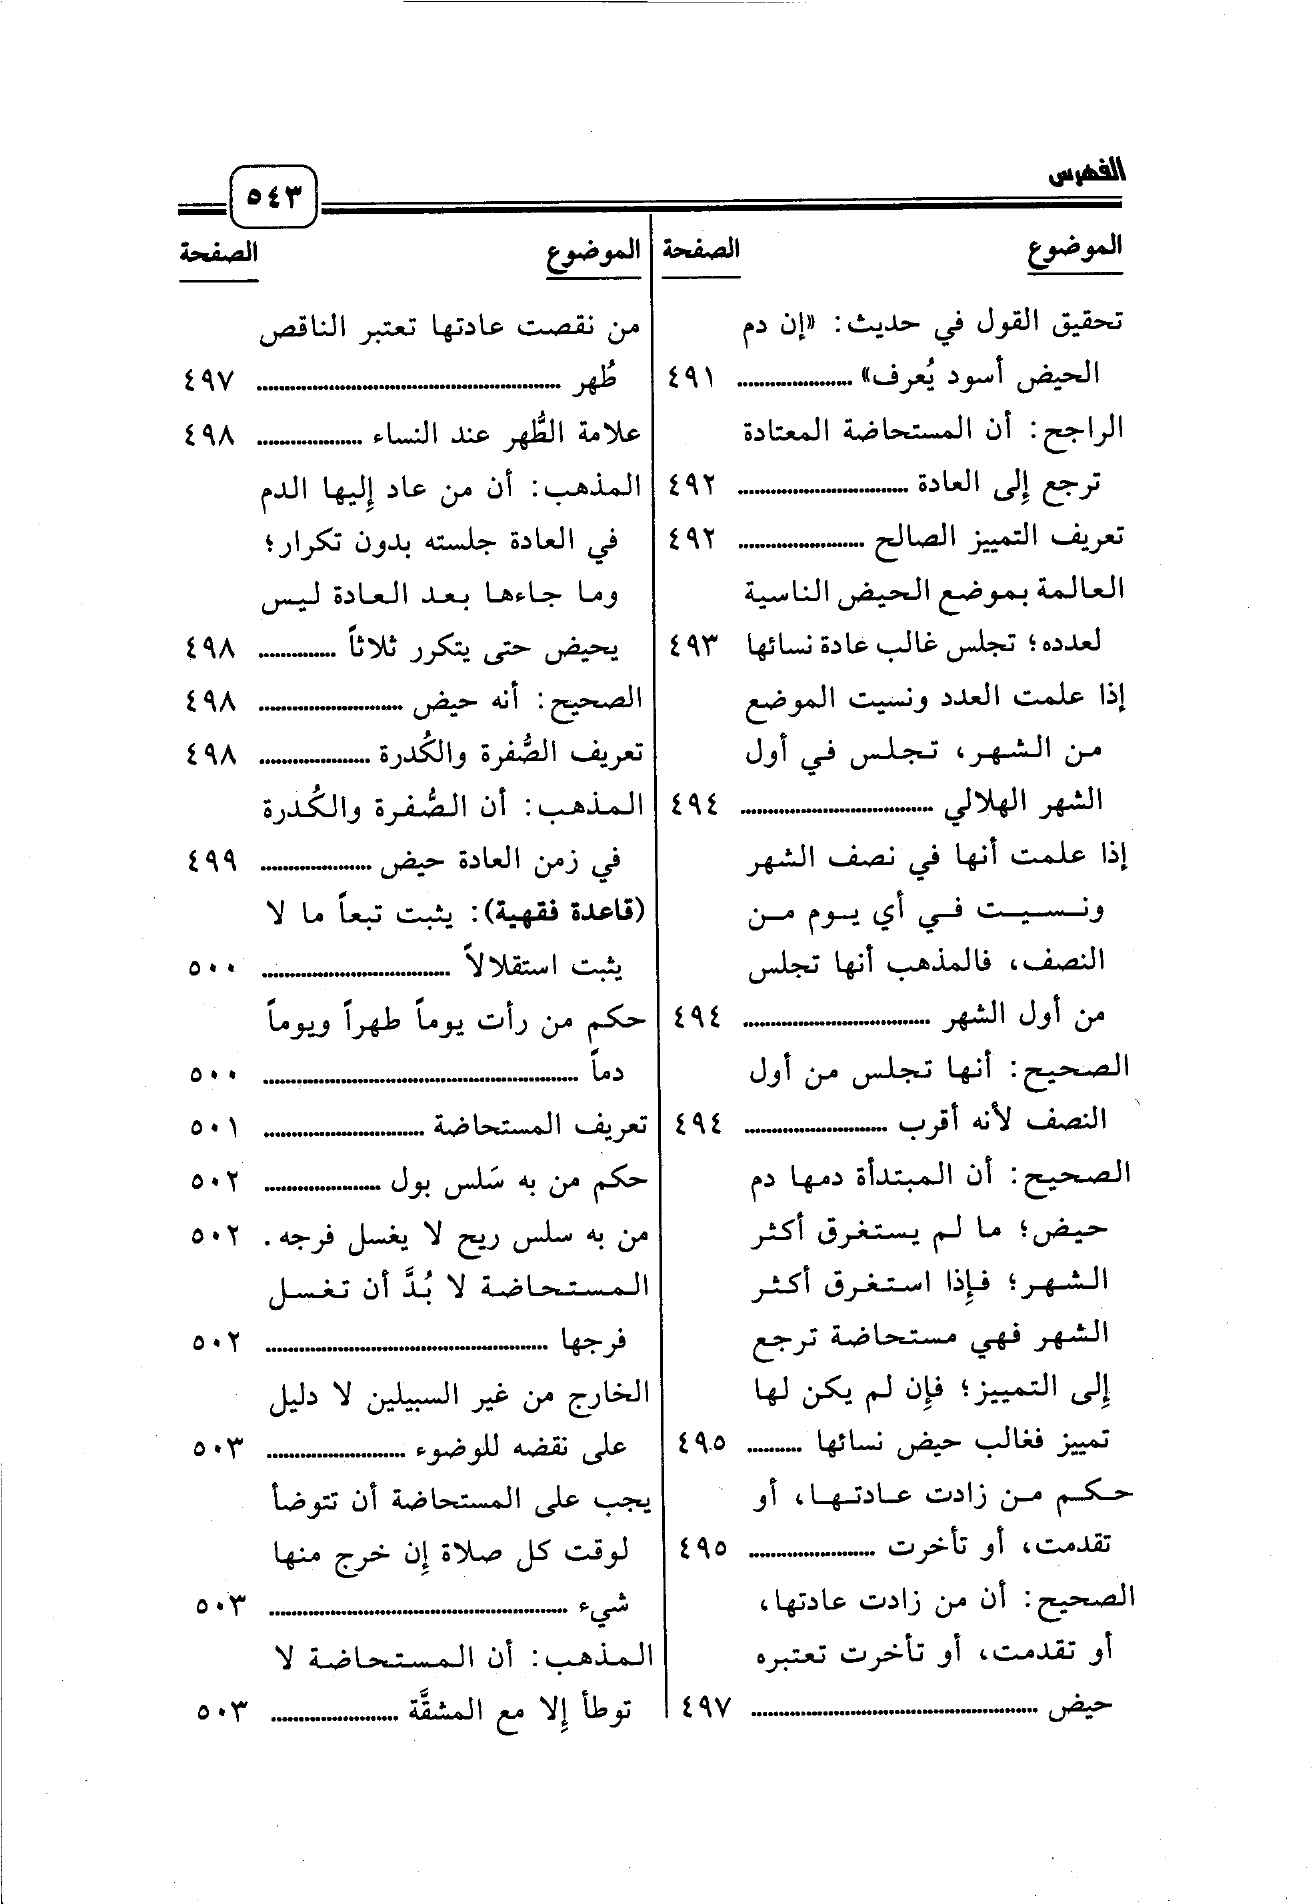 الفهرس
٥٤٣
الموضوع الصفحة
تحقيق القول في حديث: «إن دم
الحيض أسود يُعرف» ........ ٤٩١
الراجح: أن المستحاضة المعتادة
ترجع إلى العادة ........ ٤٩٢
تعريف التمييز الصالح ........ ٤٩٢
العالمة بموضع الحيض الناسية
لعدده؛ تجلس غالب عادة نسائها ٤٩٣
إذا علمت العدد ونسيت الموضع
من الشهر، تجلس في أول
الشهر الهلالي ........ ٤٩٤
إذا علمت أنها في نصف الشهر
ونسيت في أي يوم من
النصف، فالمذهب أنها تجلس
من أول الشهر ........ ٤٩٤
الصحيح: أنها تجلس من أول
النصف لأنه أقرب ........ ٤٩٤
الصحيح: أن المبتدأة دمها دم
حيض؛ ما لم يستغرق أكثر
الشهر؛ فإِذا استغرق أكثر
الشهر فهي مستحاضة ترجع
إِلى التمييز؛ فإِن لم يكن لها
تمييز فغالب حيض نسائها ........ ٤٩٥
حكم من زادت عادتها، أو
تقدمت، أو تأخرت ........ ٤٩٥
الصحيح: أن من زادت عادتها،
أو تقدمت، أو تأخرت تعتبره
حيض ........ ٤٩٧
الموضوع الصفحة
من نقصت عادتها تعتبر الناقص
طُهر ........ ٤٩٧
علامة الطُّهر عند النساء ........ ٤٩٨
المذهب: أن من عاد إِليها الدم
في العادة جلسته بدون تكرار؛
وما جاءها بعد العادة ليس
بحيض حتى يتكرر ثلاثاً ........ ٤٩٨
الصحيح: أنه حيض ........ ٤٩٨
تعريف الصُّفرة والكُدرة ........ ٤٩٨
المذهب: أن الصُّفرة والكُدرة
في زمن العادة حيض ........ ٤٩٩
(قاعدة فقهية): يثبت تبعاً ما لا
يثبت استقلالاً ........ ٥٠٠
حكم من رأت يوماً طهراً ويوماً
دماً ........ ٥٠٠
تعريف المستحاضة ........ ٥٠١
حكم من به سَلس بول ........ ٥٠٢
من به سلس ريح لا يغسل فرجه . ٥٠٢
المستحاضة لا بُدَّ أن تغسل
فرجها ........ ٥٠٢
الخارج من غير السبيلين لا دليل
على نقضه للوضوء ........ ٥٠٣
يجب على المستحاضة أن تتوضأ
لوقت كل صلاة إِن خرج منها
شيء ........ ٥٠٣
المذهب: أن المستحاضة لا
توطأ إِلا مع المشقَّة ........ ٥٠٣